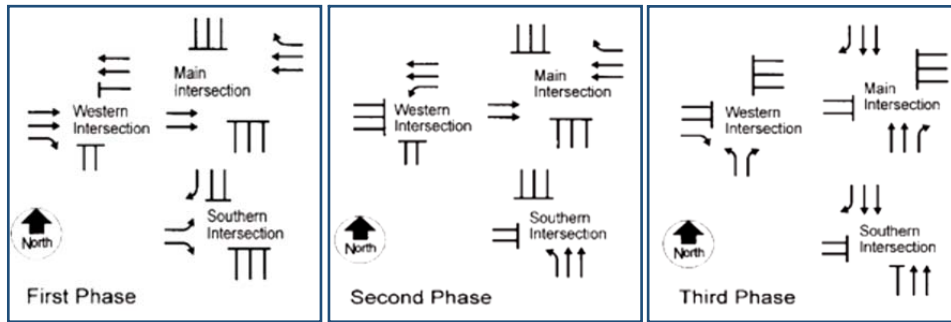 Main
intersection
Western
Intersection
Southern
Intersection
North
First Phase
Main
Intersection
Western
Intersection
Southern
Intersection
North
Second Phase
Main
Intersection
Western
Intersection
Southern
Intersection
North
Third Phase